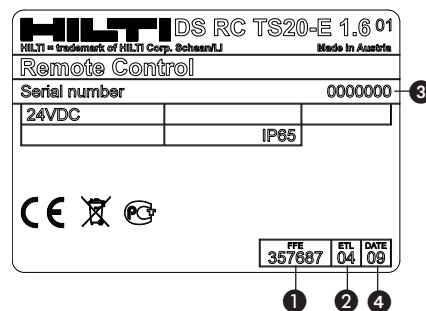 HILTI DS RC TS20-E 1.6 01
HILTI = trademark of HILTI Corp. Schaan/LI Made in Austria
Remote Control
Serial number 0000000 3
24VDC
IP65
CE PCT
FFE ETL DATE
357687 04 09
1 2 4